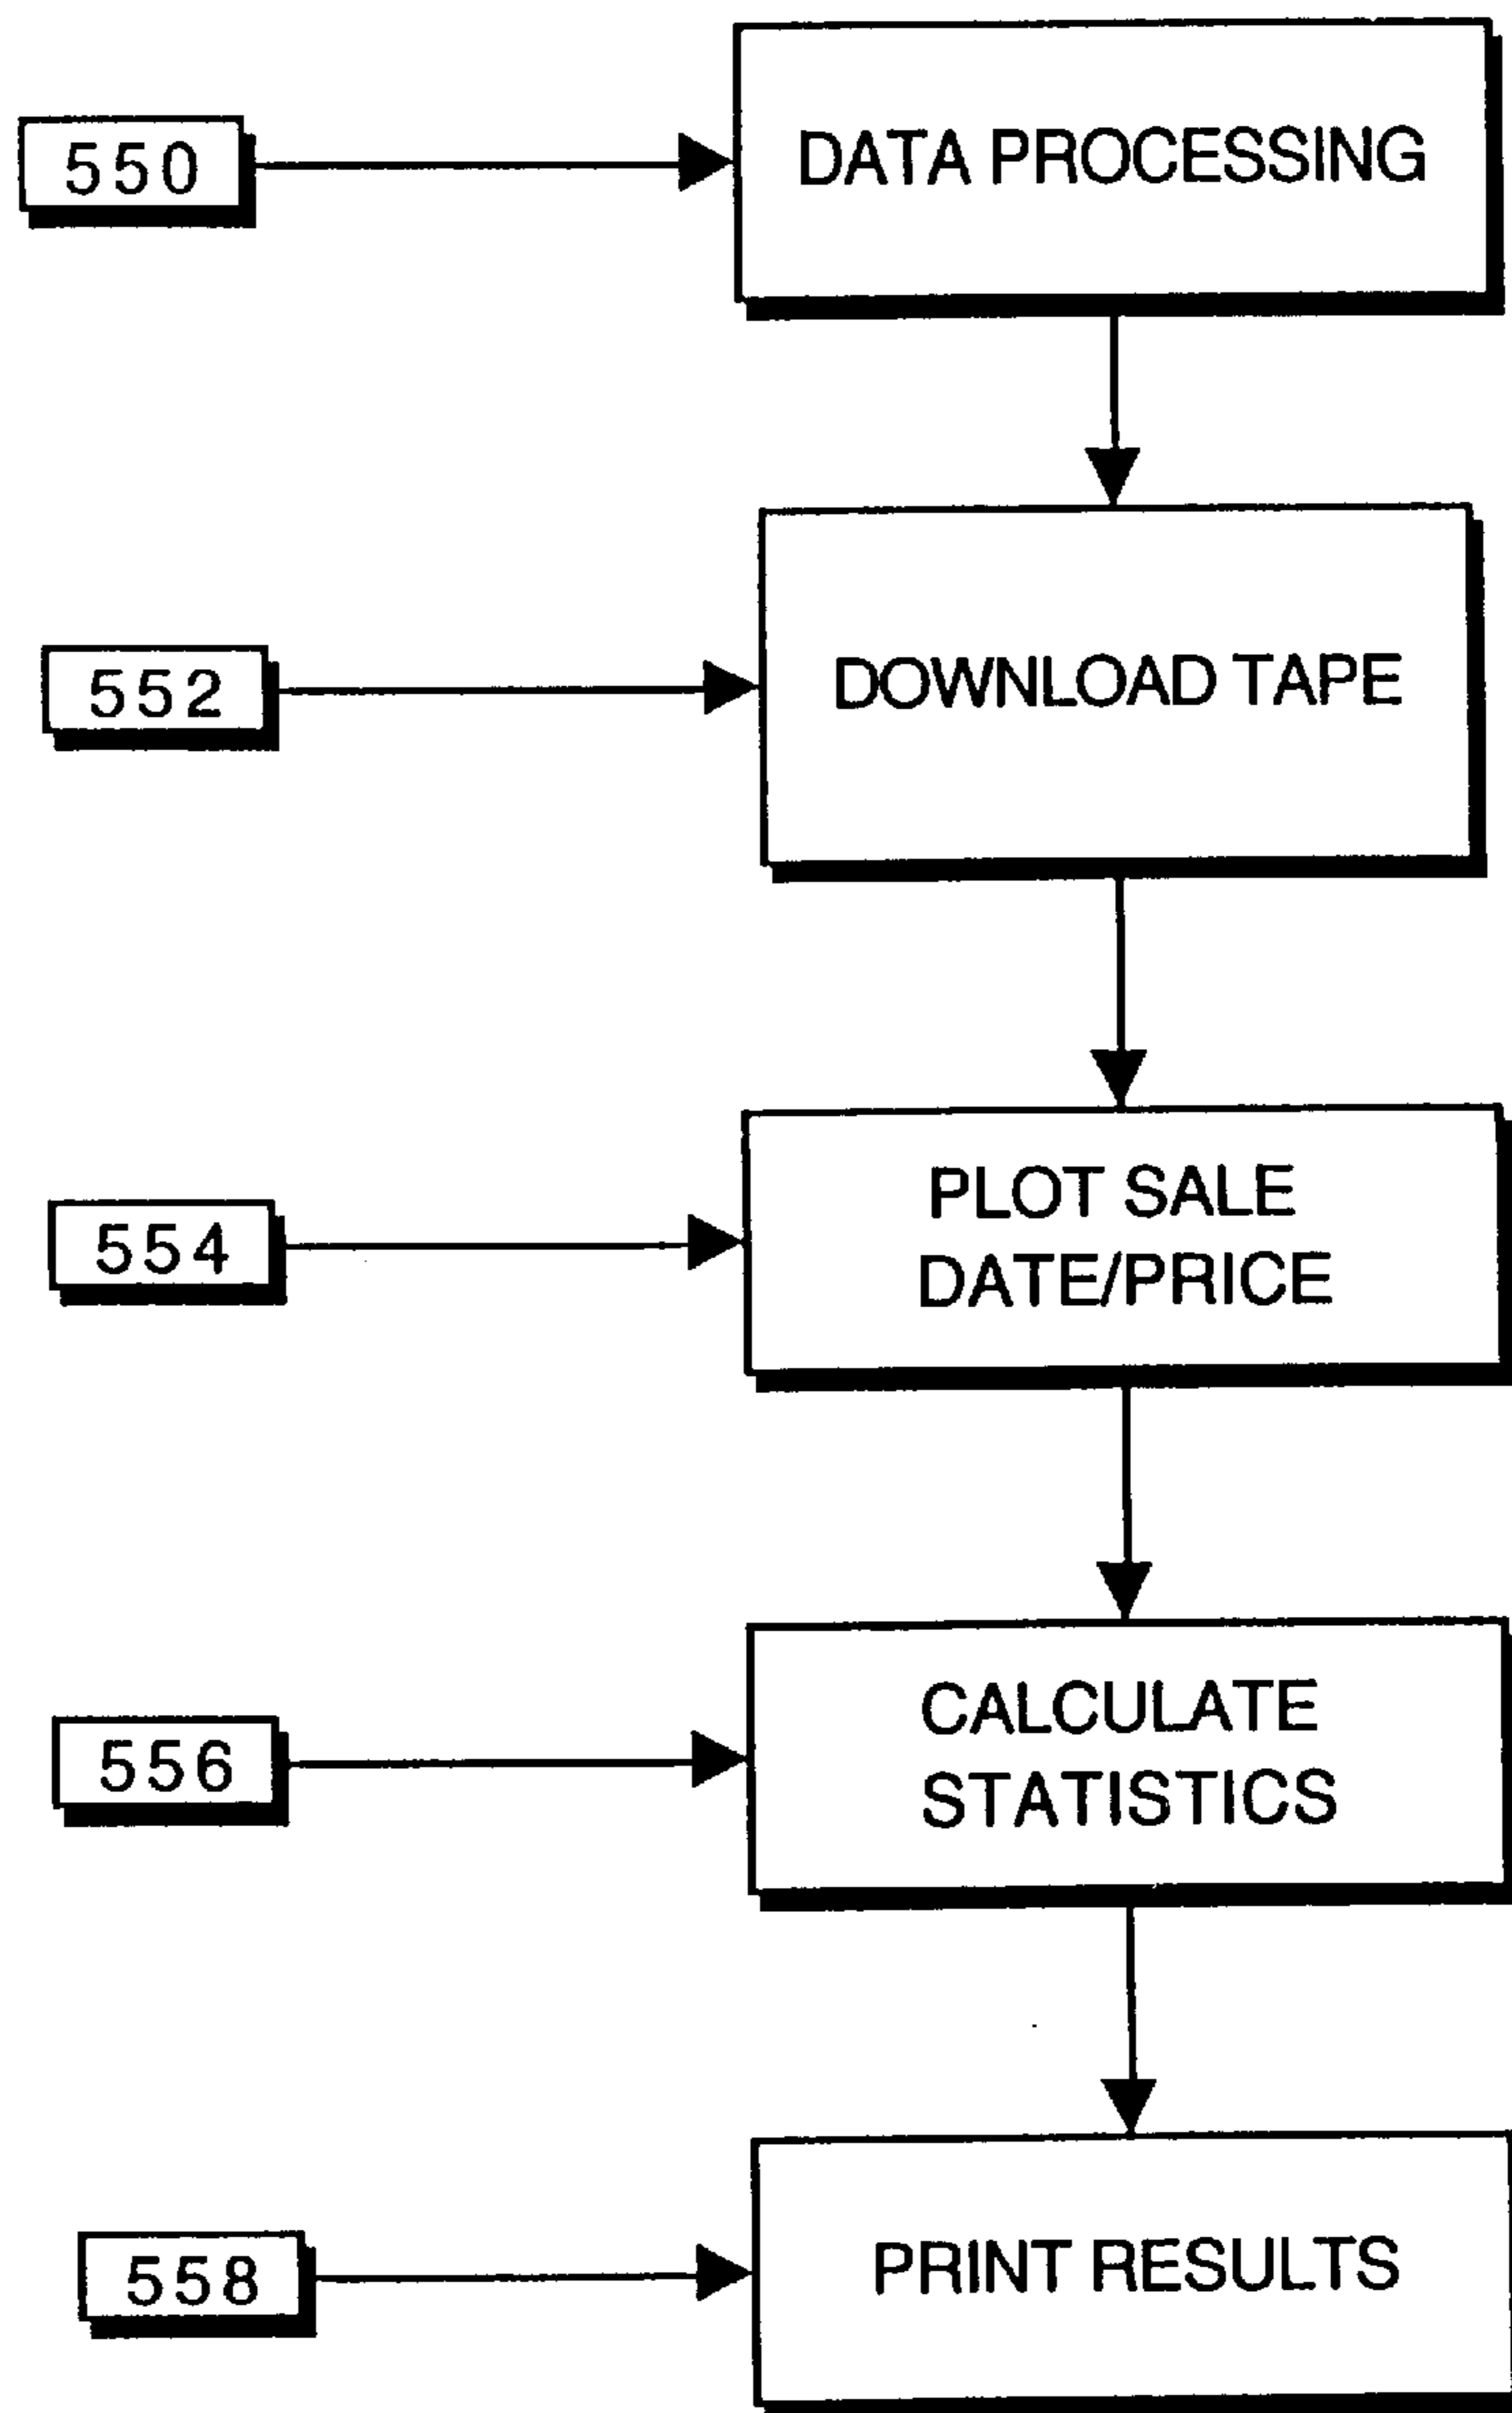 550
DATA PROCESSING
552
DOWNLOAD TAPE
554
PLOT SALE
DATE/PRICE
556
CALCULATE
STATISTICS
558
PRINT RESULTS